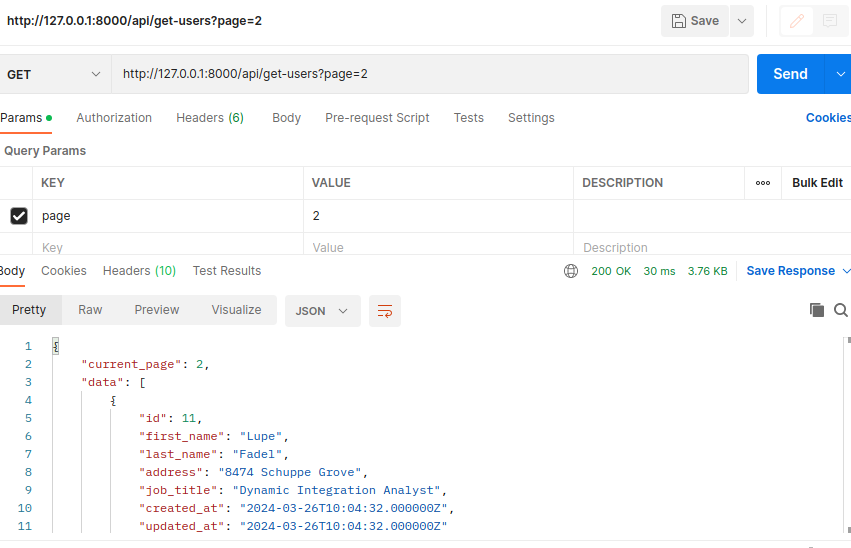 http://127.0.0.1:8000/api/get-users?page=2 Save
GET http://127.0.0.1:8000/api/get-users?page=2 Send
Params Authorization Headers (6) Body Pre-request Script Tests Settings Cookies
Query Params
KEY VALUE DESCRIPTION ooo Bulk Edit
page 2
Key Value Description
Body Cookies Headers (10) Test Results 200 OK 30 ms 3.76 KB Save Response
Pretty Raw Preview Visualize JSON
1 {
2 "current_page": 2,
3 "data": [
4 {
5 "id": 11,
6 "first_name": "Lupe",
7 "last_name": "Fadel",
8 "address": "8474 Schuppe Grove",
9 "job_title": "Dynamic Integration Analyst",
10 "created_at": "2024-03-26T10:04:32.000000Z",
11 "updated_at": "2024-03-26T10:04:32.000000Z"